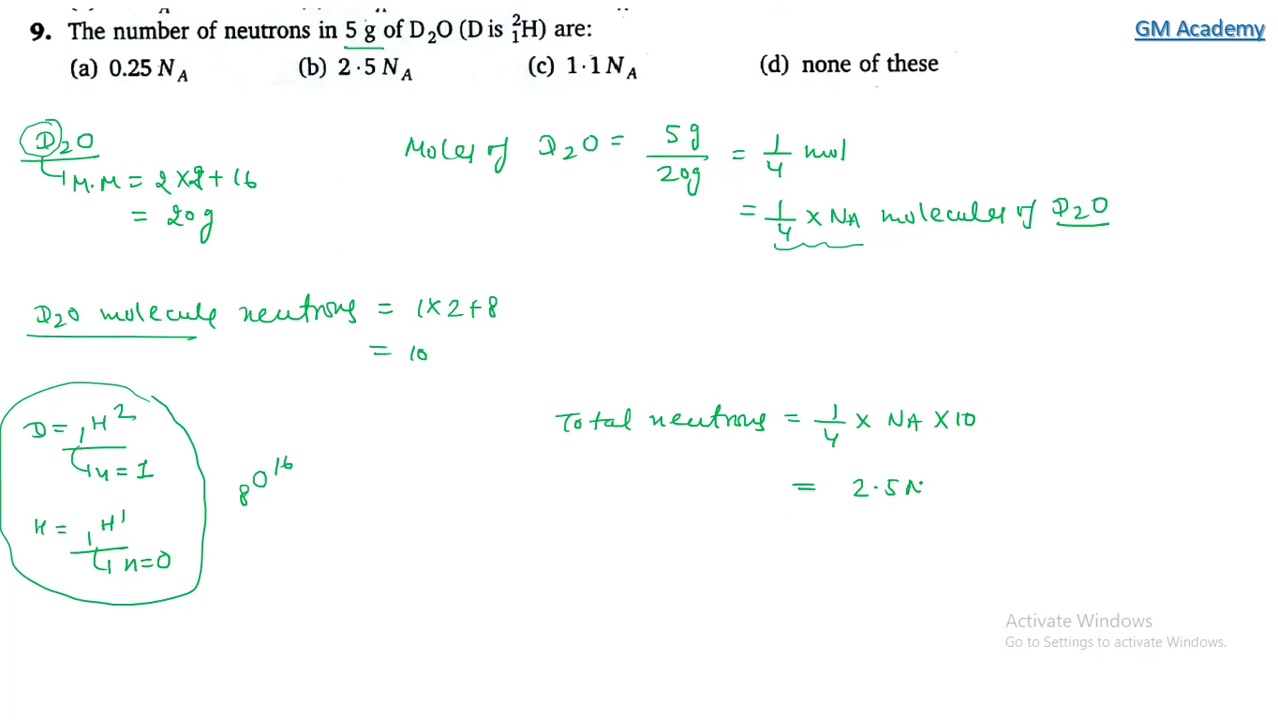 9. The number of neutrons in 5 g of D₂O (D is ²₁H) are:
GM Academy
(a) 0.25 N_A (b) 2·5 N_A (c) 1·1 N_A (d) none of these
D₂O
M.M = 2×2+16
= 20g
Moles of D₂O = 5g/20g = 1/4 mol
= 1/4 × NA molecules of D₂O
D₂O molecule neutrons = 1×2+8
= 10
D = ₁H²
n = 1
H = ₁H¹
n=0
₈O¹⁶
Total neutrons = 1/4 × NA × 10
= 2.5 N
Activate Windows
Go to Settings to activate Windows.